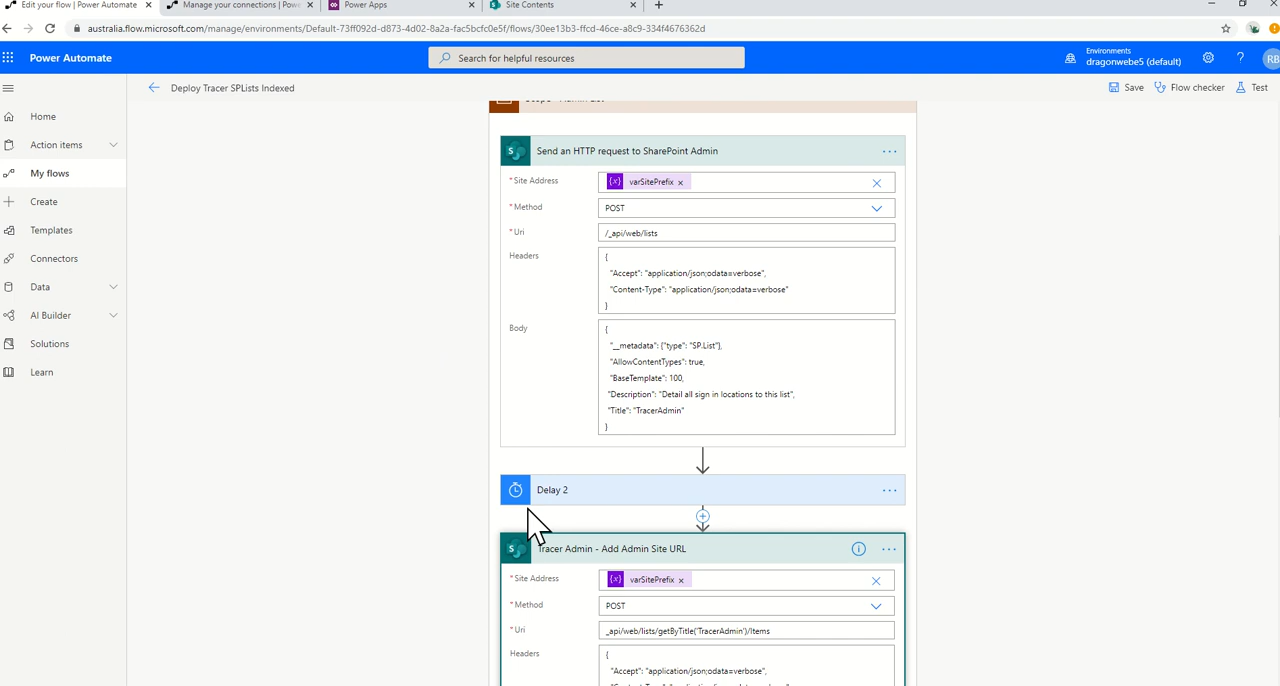 Edit your flow | Power Automate
Manage your connections | Pow
Power Apps
Site Contents
australia.flow.microsoft.com/manage/environments/Default-73ff092d-d873-4d02-8a2a-fac5bcfc0e5f/flows/30ee13b3-ffcd-46ce-a8c9-334f4676362d
Power Automate
Search for helpful resources
Environments
dragonwebe5 (default)
?
RB
Deploy Tracer SPLists Indexed
Save
Flow checker
Test
Home
Action items
My flows
Create
Templates
Connectors
Data
AI Builder
Solutions
Learn
Send an HTTP request to SharePoint Admin
* Site Address
{x} varSitePrefix x
* Method
POST
* Uri
/_api/web/lists
Headers
{
"Accept": "application/json;odata=verbose",
"Content-Type": "application/json;odata=verbose"
}
Body
{
"__metadata": {"type": "SP.List"},
"AllowContentTypes": true,
"BaseTemplate": 100,
"Description": "Detail all sign in locations to this list",
"Title": "TracerAdmin"
}
Delay 2
Tracer Admin - Add Admin Site URL
* Site Address
{x} varSitePrefix x
* Method
POST
* Uri
_api/web/lists/getByTitle('TracerAdmin')/Items
Headers
{
"Accept": "application/json;odata=verbose",